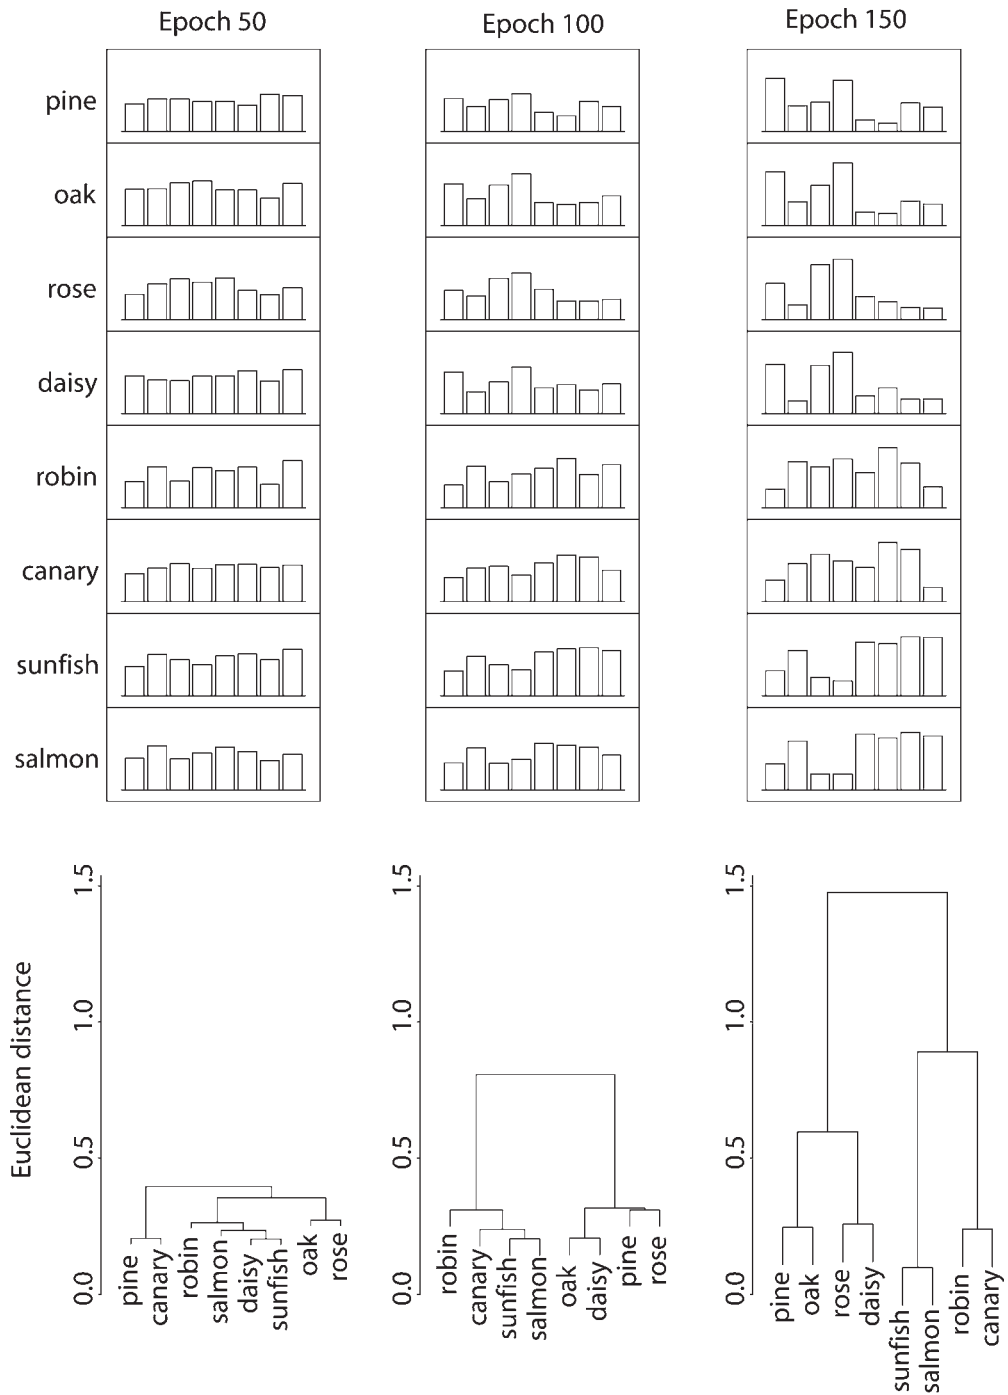 Epoch 50
Epoch 100
Epoch 150
pine
oak
rose
daisy
robin
canary
sunfish
salmon
Euclidean distance
1.5
1.0
0.5
0.0
pine
canary
robin
salmon
daisy
sunfish
oak
rose
1.5
1.0
0.5
0.0
robin
canary
sunfish
salmon
oak
daisy
pine
rose
1.5
1.0
0.5
0.0
pine
oak
rose
daisy
sunfish
salmon
robin
canary